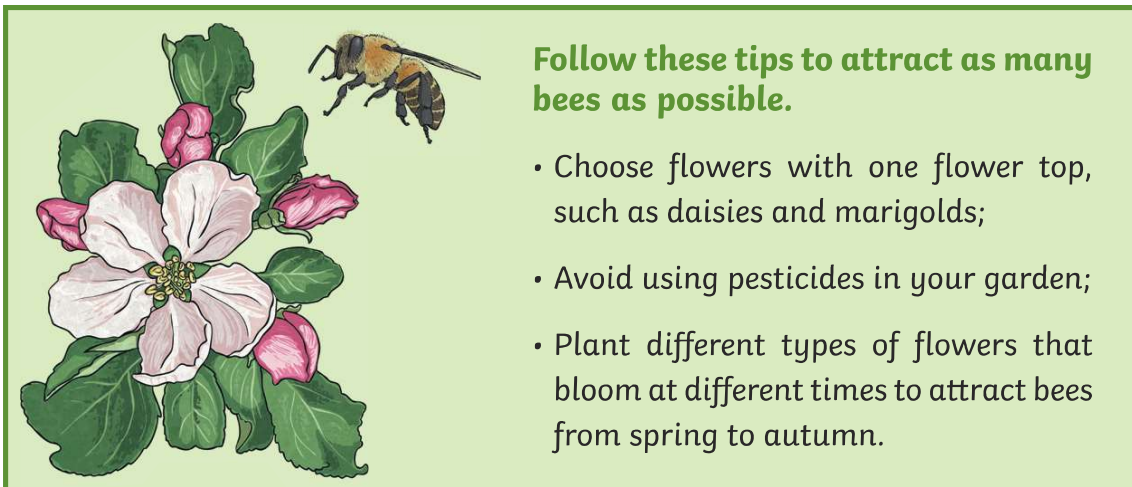 Follow these tips to attract as many
bees as possible.
• Choose flowers with one flower top,
such as daisies and marigolds;
• Avoid using pesticides in your garden;
• Plant different types of flowers that
bloom at different times to attract bees
from spring to autumn.